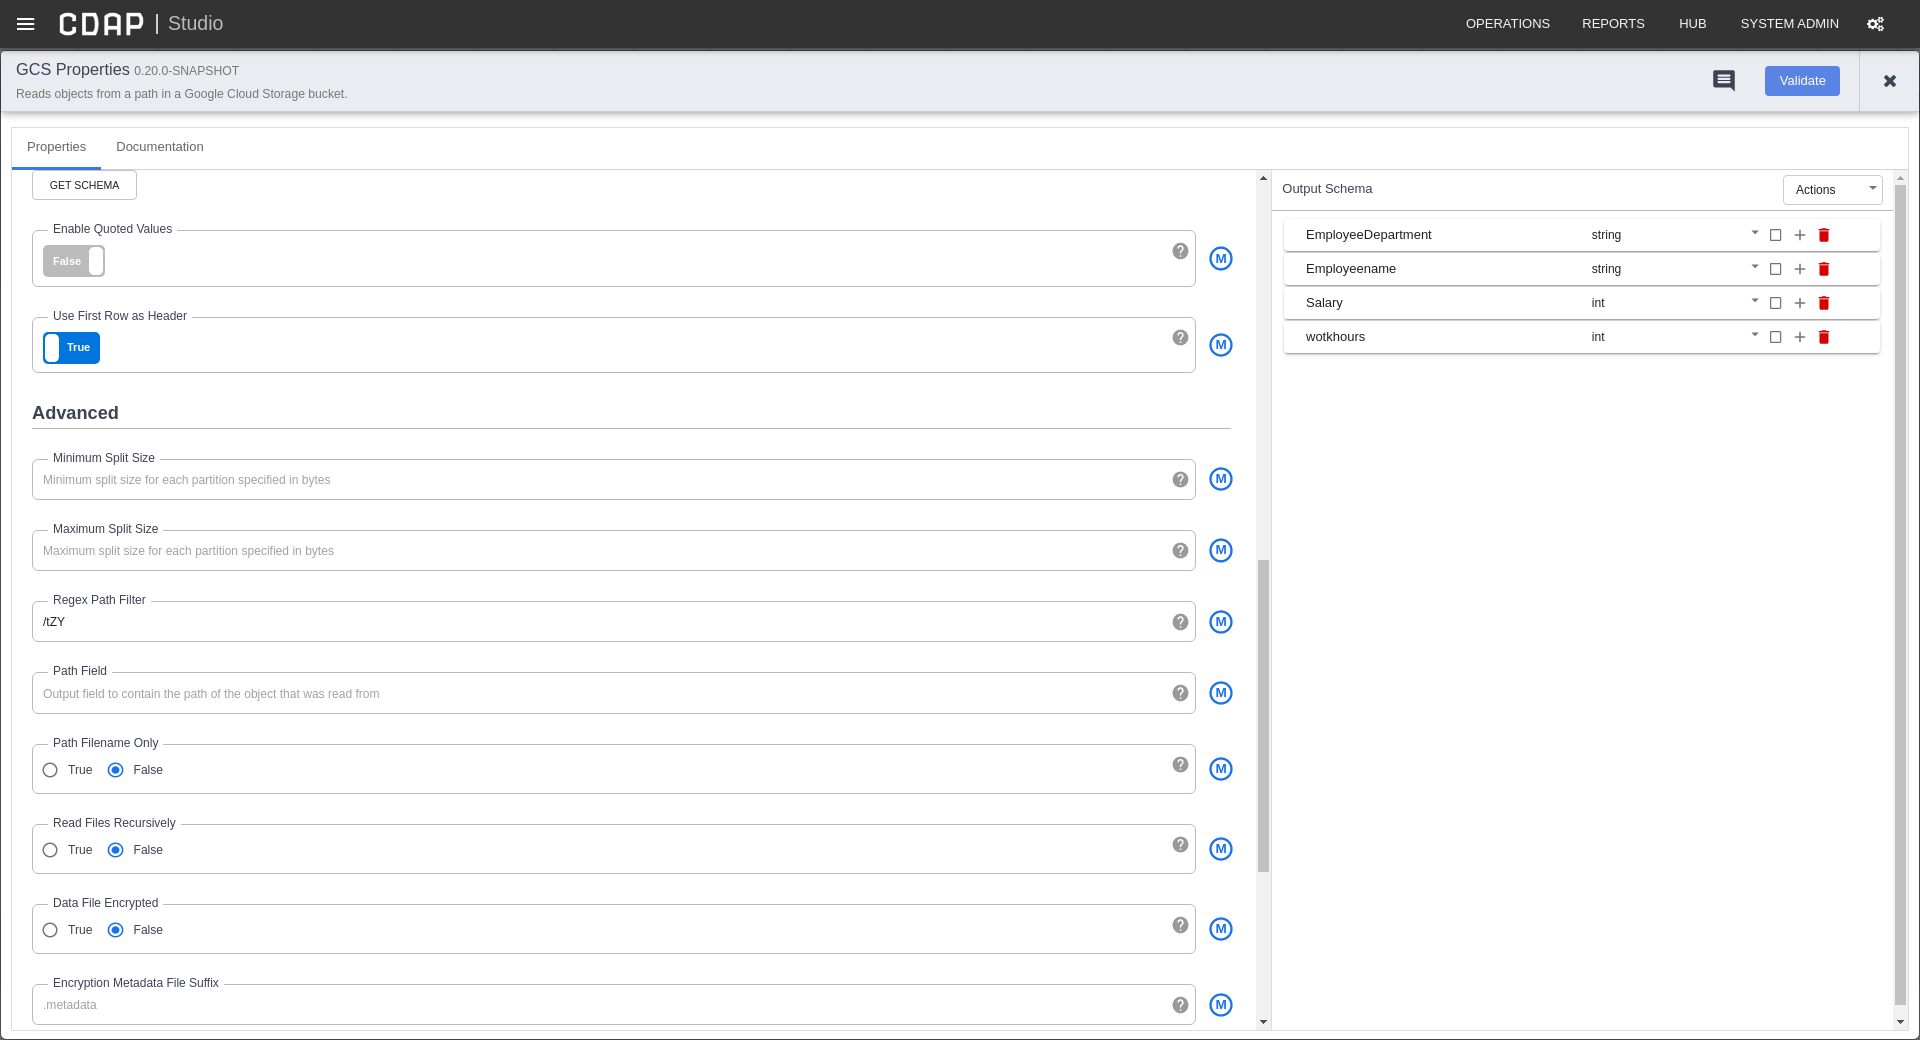 CDAP | Studio
OPERATIONS REPORTS HUB SYSTEM ADMIN
GCS Properties 0.20.0-SNAPSHOT
Reads objects from a path in a Google Cloud Storage bucket.
Validate
Properties Documentation
GET SCHEMA
Enable Quoted Values
False
M
Use First Row as Header
True
M
Advanced
Minimum Split Size
Minimum split size for each partition specified in bytes
M
Maximum Split Size
Maximum split size for each partition specified in bytes
M
Regex Path Filter
/tZY
M
Path Field
Output field to contain the path of the object that was read from
M
Path Filename Only
True False
M
Read Files Recursively
True False
M
Data File Encrypted
True False
M
Encryption Metadata File Suffix
.metadata
M
Output Schema
Actions
EmployeeDepartment string
Employeename string
Salary int
wotkhours int